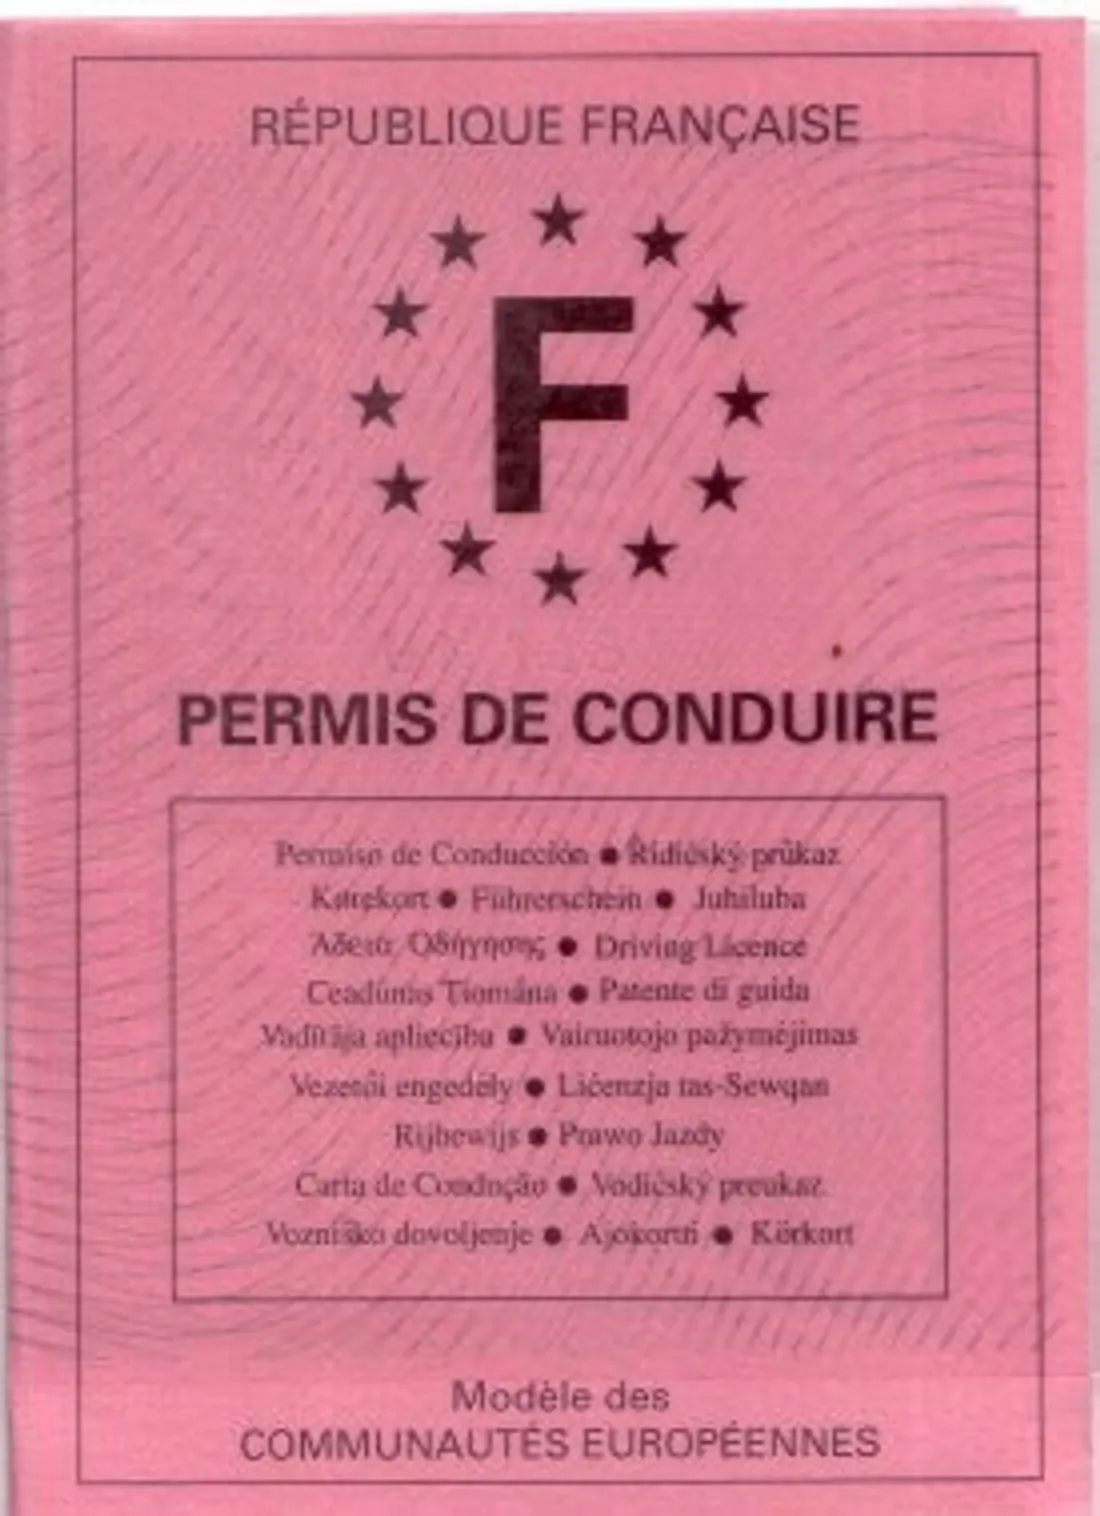 RÉPUBLIQUE FRANÇAISE
F
PERMIS DE CONDUIRE
Permiso de Conducción ● Řidičský průkaz
Kørekort ● Führerschein ● Juhiluba
Άδεια Οδήγησης ● Driving Licence
Ceadúnas Tiomána ● Patente di guida
Vadītāja apliecība ● Vairuotojo pažymėjimas
Vezetői engedély ● Liċenzja tas-Sewqan
Rijbewijs ● Prawo Jazdy
Carta de Condução ● Vodičský preukaz
Vozniško dovoljenje ● Ajokortti ● Körkort
Modèle des
COMMUNAUTÉS EUROPÉENNES